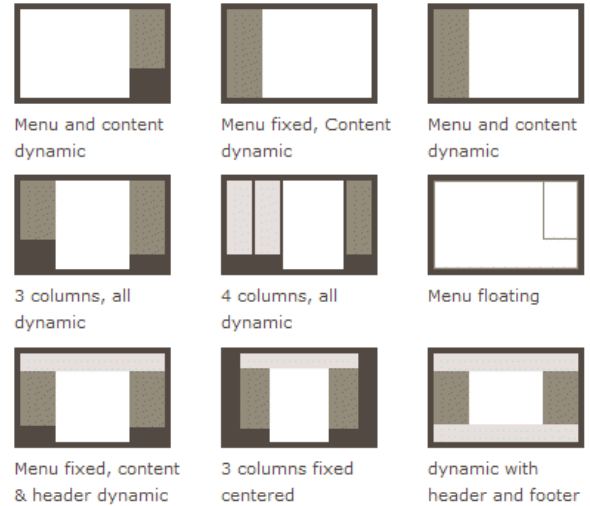 Menu and content
dynamic
Menu fixed, Content
dynamic
Menu and content
dynamic
3 columns, all
dynamic
4 columns, all
dynamic
Menu floating
Menu fixed, content
& header dynamic
3 columns fixed
centered
dynamic with
header and footer